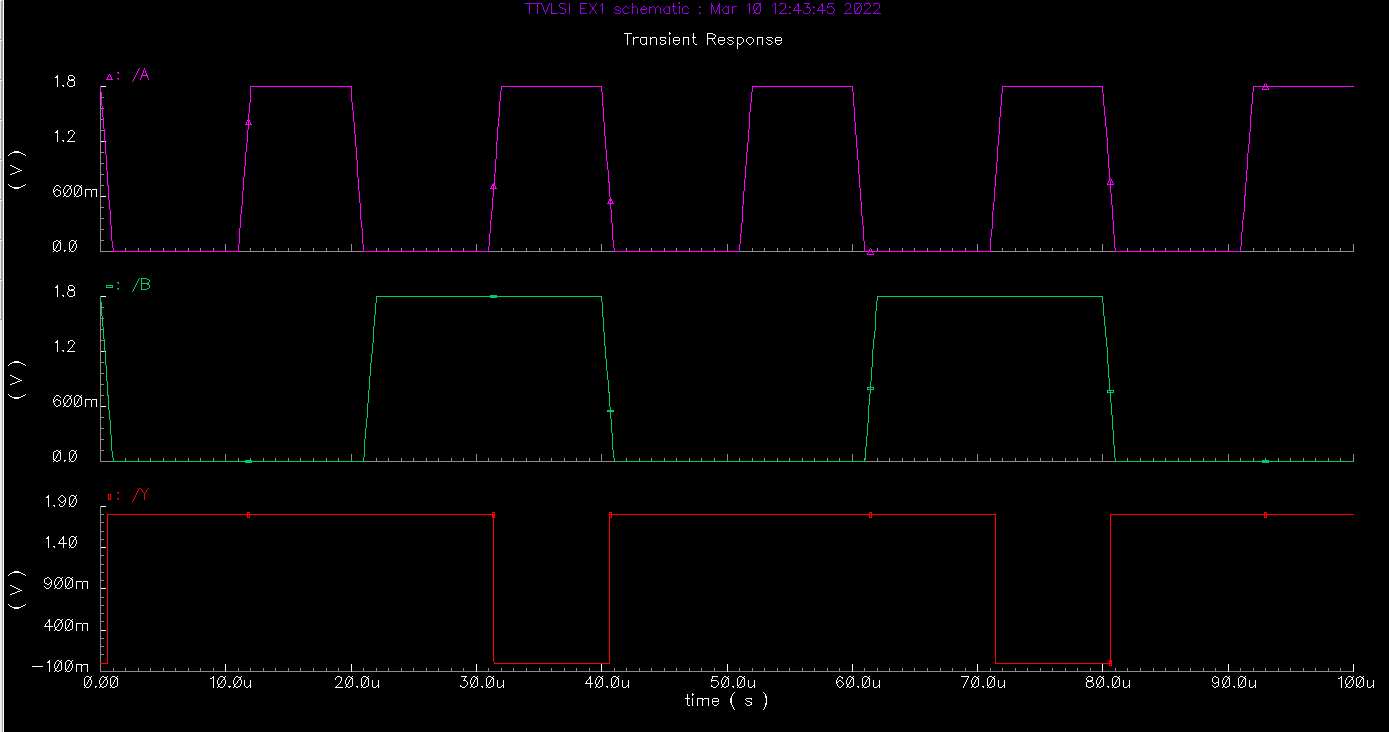 TTVLSI EX1 schematic : Mar 10 12:43:45 2022
Transient Response
: /A
1.8
1.2
( V )
600m
0.0
: /B
1.8
1.2
( V )
600m
0.0
: /Y
1.90
1.40
( V )
900m
400m
-100m
0.00 10.0u 20.0u 30.0u 40.0u 50.0u 60.0u 70.0u 80.0u 90.0u 100u
time ( s )